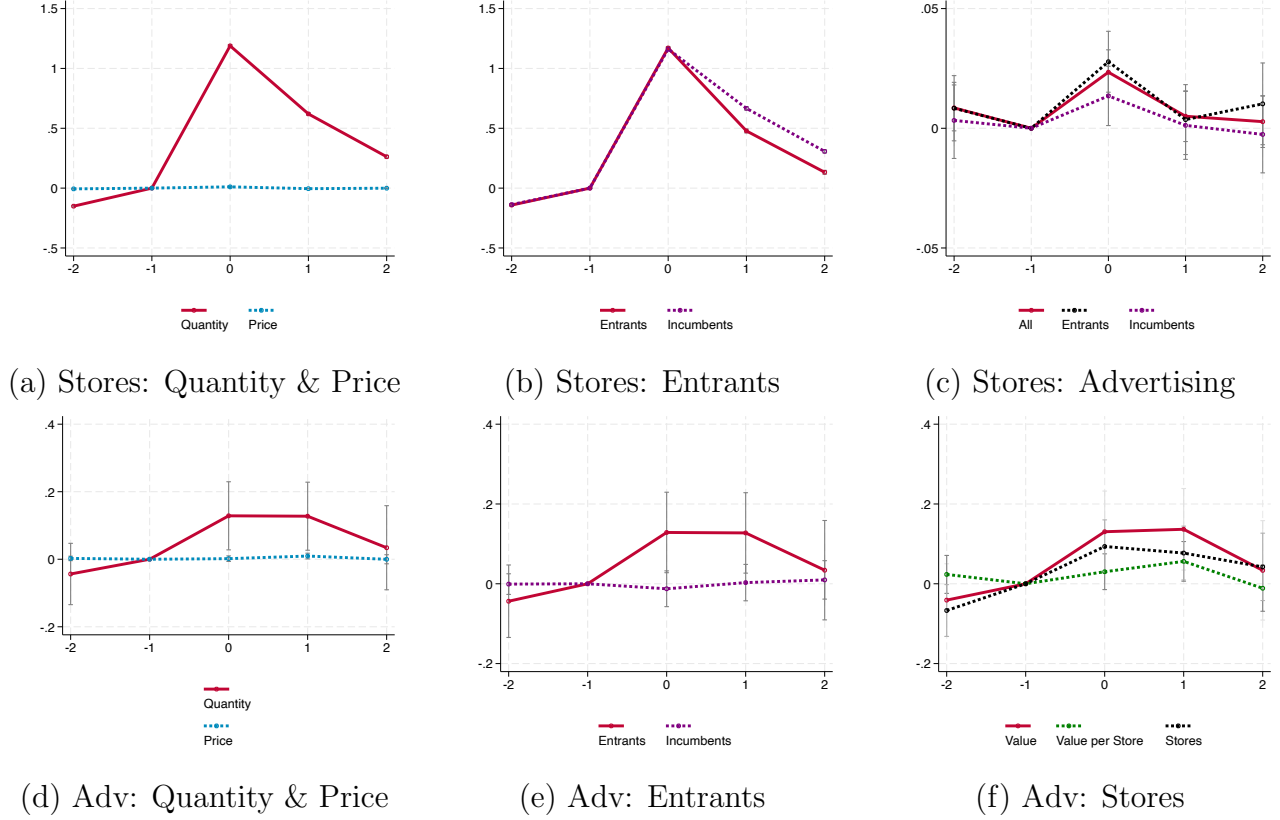 1.5
1
.5
0
-.5
-2 -1 0 1 2
Quantity Price
(a) Stores: Quantity & Price
1.5
1
.5
0
-.5
-2 -1 0 1 2
Entrants Incumbents
(b) Stores: Entrants
.05
0
-.05
-2 -1 0 1 2
All Entrants Incumbents
(c) Stores: Advertising
.4
.2
0
-.2
-2 -1 0 1 2
Quantity
Price
(d) Adv: Quantity & Price
.4
.2
0
-.2
-2 -1 0 1 2
Entrants Incumbents
(e) Adv: Entrants
.4
.2
0
-.2
-2 -1 0 1 2
Value Value per Store Stores
(f) Adv: Stores